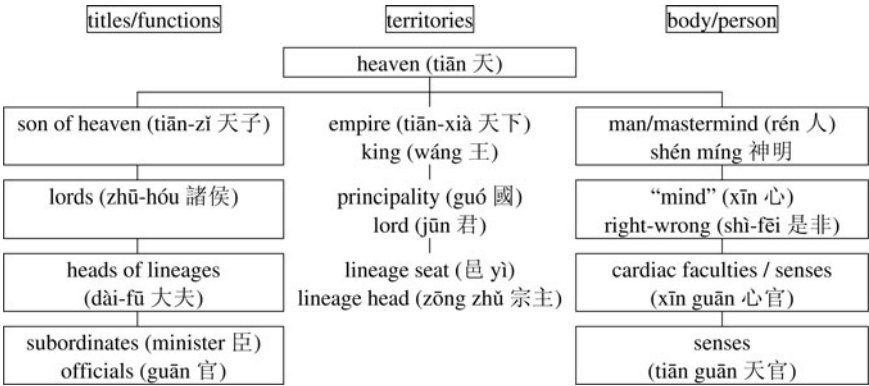 titles/functions
territories
body/person
heaven (tiān 天)
son of heaven (tiān-zǐ 天子)
lords (zhū-hóu 諸侯)
heads of lineages
(dài-fū 大夫)
subordinates (minister 臣)
officials (guān 官)
empire (tiān-xià 天下)
king (wáng 王)
principality (guó 國)
lord (jūn 君)
lineage seat (邑 yì)
lineage head (zōng zhǔ 宗主)
man/mastermind (rén 人)
shén míng 神明
“mind” (xīn 心)
right-wrong (shì-fēi 是非)
cardiac faculties / senses
(xīn guān 心官)
senses
(tiān guān 天官)